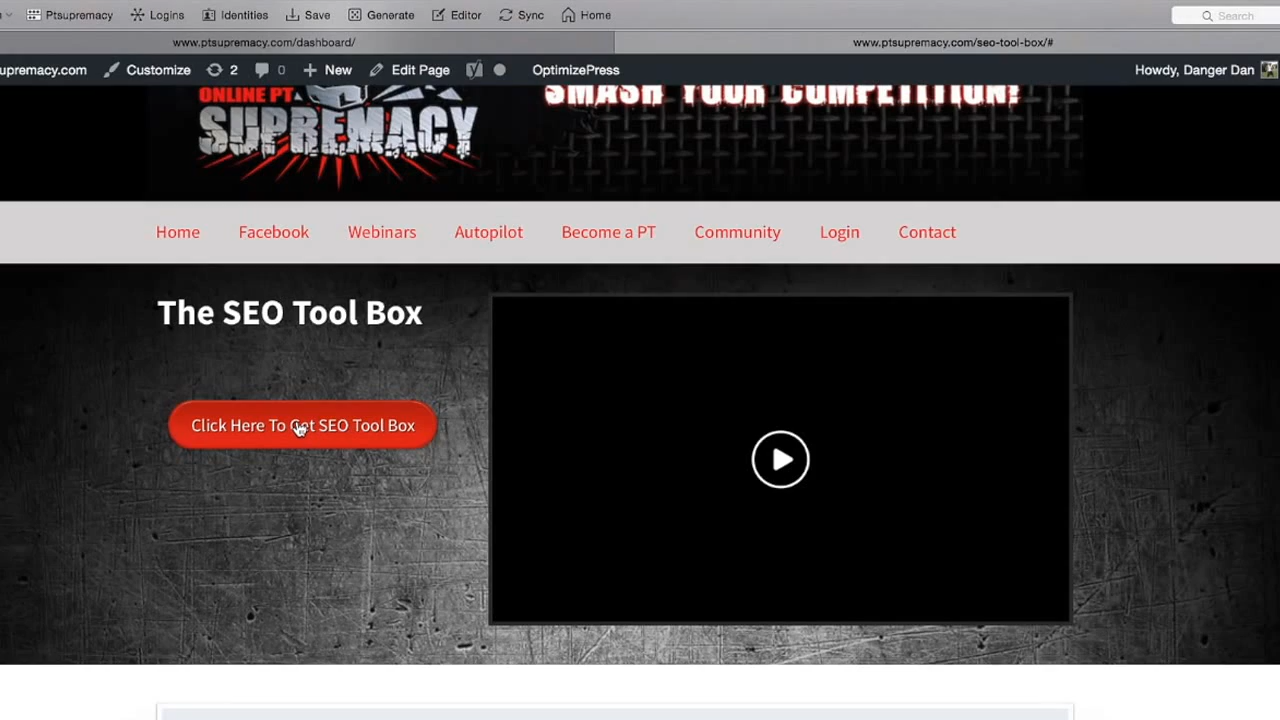 Ptsupremacy Logins Identities Save Generate Editor Sync Home Search
www.ptsupremacy.com/dashboard/ www.ptsupremacy.com/seo-tool-box/#
upremacy.com Customize 2 0 New Edit Page OptimizePress Howdy, Danger Dan
ONLINE PT
SUPREMACY
SMASH YOUR COMPETITION!
Home Facebook Webinars Autopilot Become a PT Community Login Contact
The SEO Tool Box
Click Here To Get SEO Tool Box